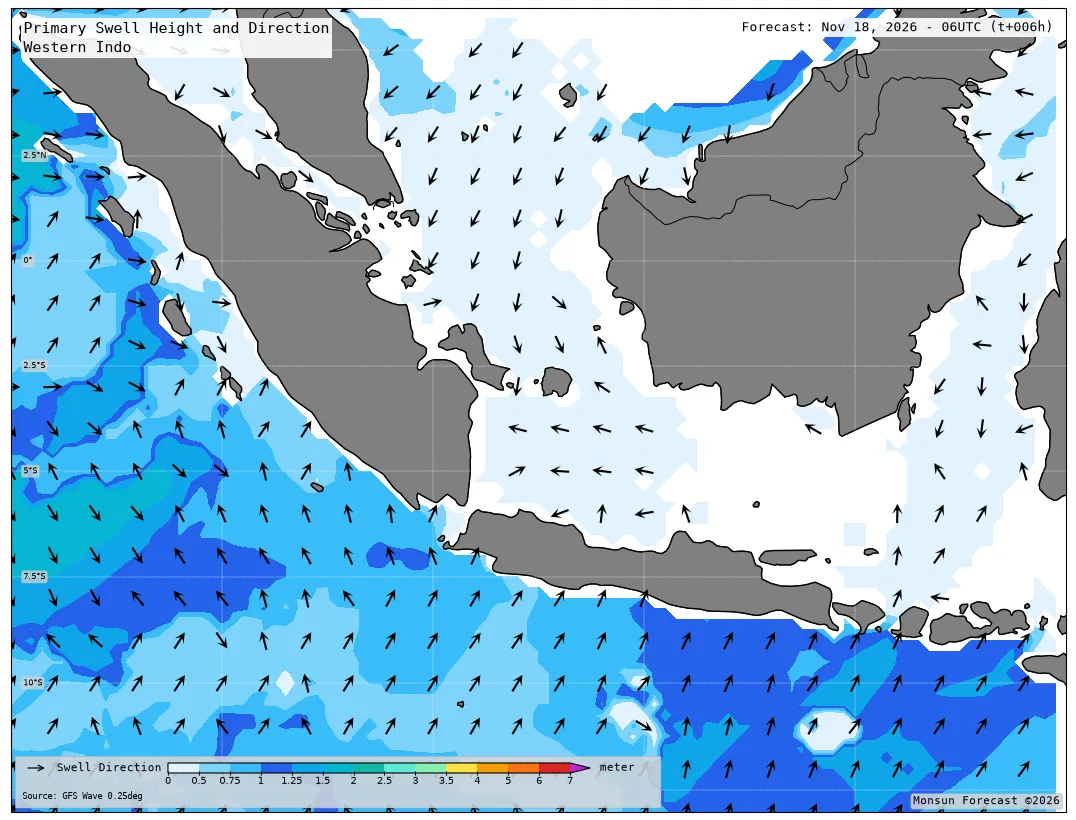 Primary Swell Height and Direction
Western Indo
Forecast: Nov 18, 2026 - 06UTC (t+006h)
2.5°N
0°
2.5°S
5°S
7.5°S
10°S
Swell Direction
0 0.5 0.75 1 1.25 1.5 2 2.5 3 3.5 4 5 6 7
meter
Source: GFS Wave 0.25deg
Monsun Forecast ©2026